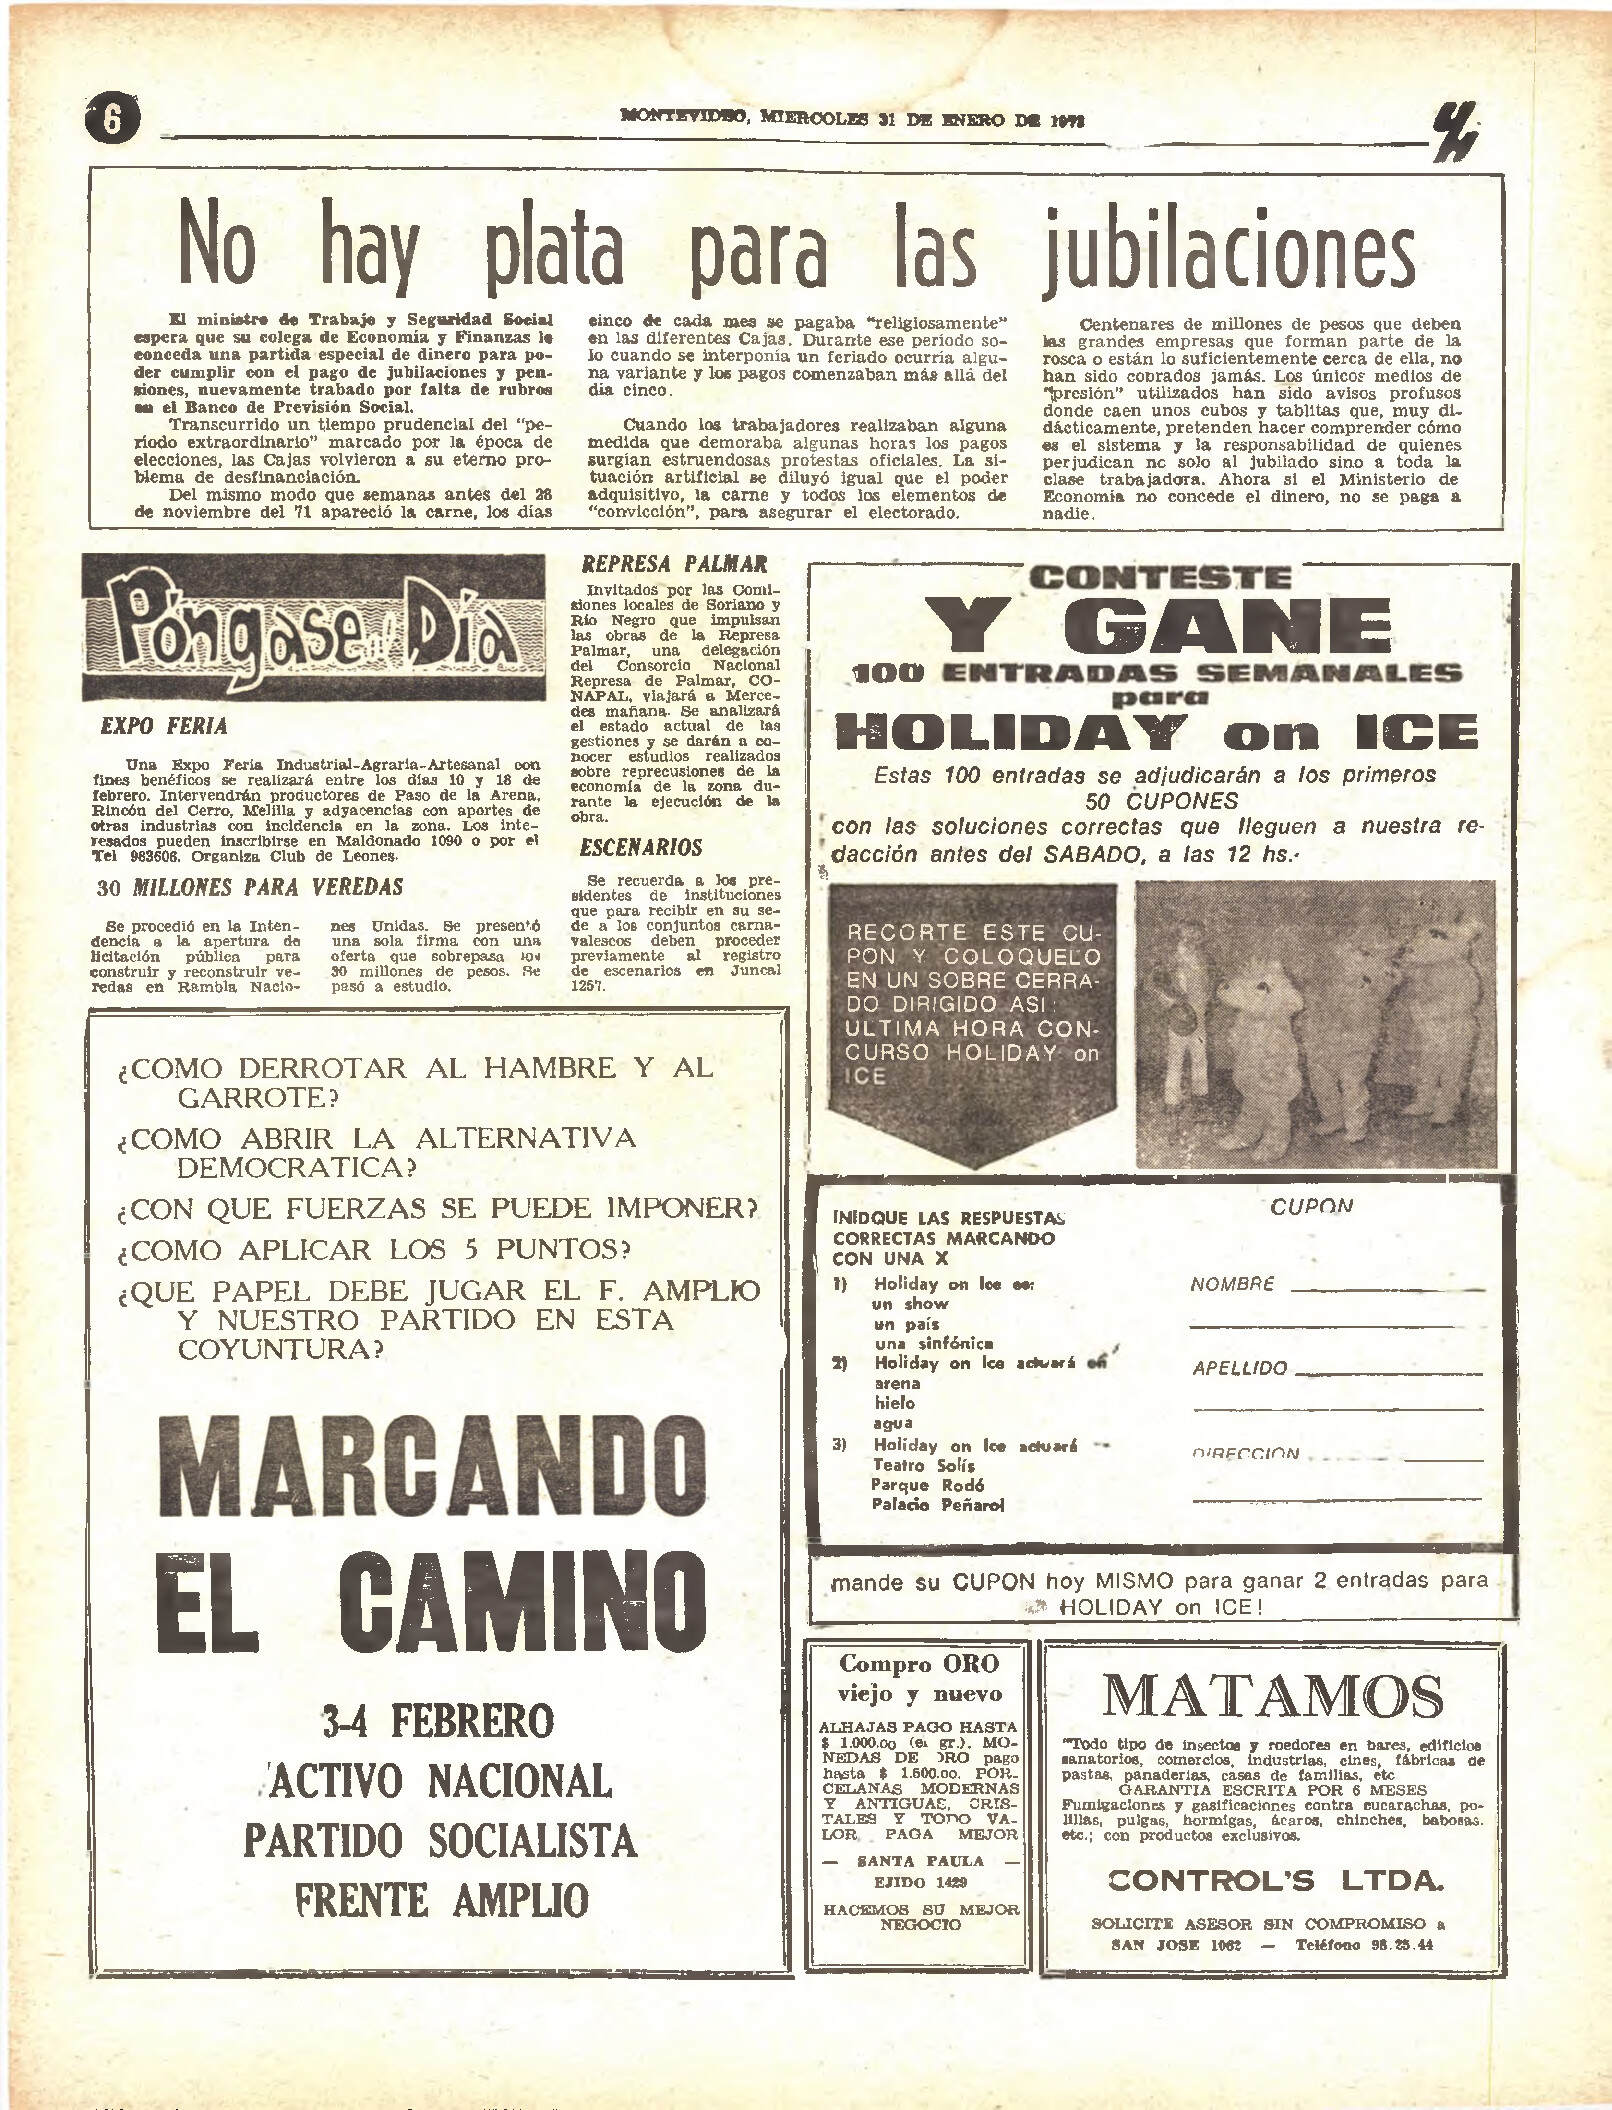 6
MONTEVIDEO, MIERCOLES 31 DE ENERO DE 1973
No hay plata para las jubilaciones
El ministro de Trabajo y Seguridad Social
espera que su colega de Economía y Finanzas le
conceda una partida especial de dinero para po-
der cumplir con el pago de jubilaciones y pen-
siones, nuevamente trabado por falta de rubros
en el Banco de Previsión Social.
Transcurrido un tiempo prudencial del "pe-
ríodo extraordinario" marcado por la época de
elecciones, las Cajas volvieron a su eterno pro-
blema de desfinanciación.
Del mismo modo que semanas antes del 28
de noviembre del 71 apareció la carne, los días
cinco de cada mes se pagaba "religiosamente"
en las diferentes Cajas. Durante ese período so-
lo cuando se interponía un feriado ocurría algu-
na variante y los pagos comenzaban más allá del
día cinco.
Cuando los trabajadores realizaban alguna
medida que demoraba algunas horas los pagos
surgían estruendosas protestas oficiales. La si-
tuación artificial se diluyó igual que el poder
adquisitivo, la carne y todos los elementos de
"convicción", para asegurar el electorado.
Centenares de millones de pesos que deben
las grandes empresas que forman parte de la
rosca o están lo suficientemente cerca de ella, no
han sido cobrados jamás. Los únicos medios de
"presión" utilizados han sido avisos profusos
donde caen unos cubos y tablitas que, muy di-
dácticamente, pretenden hacer comprender cómo
es el sistema y la responsabilidad de quienes
perjudican no solo al jubilado sino a toda la
clase trabajadora. Ahora si el Ministerio de
Economía no concede el dinero, no se paga a
nadie.
Póngase al Día
EXPO FERIA
Una Expo Feria Industrial-Agraria-Artesanal con
fines benéficos se realizará entre los días 10 y 18 de
febrero. Intervendrán productores de Paso de la Arena,
Rincón del Cerro, Melilla y adyacencias con aportes de
otras industrias con incidencia en la zona. Los inte-
resados pueden inscribirse en Maldonado 1090 o por el
Tel 983506. Organiza Club de Leones.
30 MILLONES PARA VEREDAS
Se procedió en la Inten-
dencia a la apertura de
licitación pública para
construir y reconstruir ve-
redas en Rambla Nacio-
nes Unidas. Se presentó
una sola firma con una
oferta que sobrepasa los
30 millones de pesos. Se
pasó a estudio.
REPRESA PALMAR
Invitados por las Comi-
siones locales de Soriano y
Río Negro que impulsan
las obras de la Represa
Palmar, una delegación
del Consorcio Nacional
Represa de Palmar, CO-
NAPAL, viajará a Merce-
des mañana. Se analizará
el estado actual de las
gestiones y se darán a co-
nocer estudios realizados
sobre reprecusiones de la
economía de la zona du-
rante la ejecución de la
obra.
ESCENARIOS
Se recuerda a los pre-
sidentes de instituciones
que para recibir en su se-
de a los conjuntos carna-
valescos deben proceder
previamente al registro
de escenarios en Juncal
1257.
¿COMO DERROTAR AL HAMBRE Y AL
GARROTE?
¿COMO ABRIR LA ALTERNATIVA
DEMOCRATICA?
¿CON QUE FUERZAS SE PUEDE IMPONER?
¿COMO APLICAR LOS 5 PUNTOS?
¿QUE PAPEL DEBE JUGAR EL F. AMPLIO
Y NUESTRO PARTIDO EN ESTA
COYUNTURA?
MARCANDO
EL CAMINO
3-4 FEBRERO
ACTIVO NACIONAL
PARTIDO SOCIALISTA
FRENTE AMPLIO
CONTESTE
Y GANE
100 ENTRADAS SEMANALES
para
HOLIDAY on ICE
Estas 100 entradas se adjudicarán a los primeros
50 CUPONES
con las soluciones correctas que lleguen a nuestra re-
dacción antes del SABADO, a las 12 hs.
RECORTE ESTE CU-
PON Y COLOQUELO
EN UN SOBRE CERRA-
DO DIRIGIDO ASI:
ULTIMA HORA CON-
CURSO HOLIDAY on
ICE
INIDQUE LAS RESPUESTAS
CORRECTAS MARCANDO
CON UNA X
1) Holiday on Ice es:
un show
un país
una sinfónica
2) Holiday on Ice actuará en
arena
hielo
agua
3) Holiday on Ice actuará
Teatro Solís
Parque Rodó
Palacio Peñarol
CUPON
NOMBRE
APELLIDO
DIRECCION
mande su CUPON hoy MISMO para ganar 2 entradas para
HOLIDAY on ICE!
Compro ORO
viejo y nuevo
ALHAJAS PAGO HASTA
$ 1.000.oo (el gr.). MO-
NEDAS DE ORO pago
hasta $ 1.600.oo. POR-
CELANAS MODERNAS
Y ANTIGUAS, CRIS-
TALES Y TODO VA-
LOR PAGA MEJOR
— SANTA PAULA —
EJIDO 1429
HACEMOS SU MEJOR
NEGOCIO
MATAMOS
"Todo tipo de insectos y roedores en bares, edificios
sanatorios, comercios, industrias, cines, fábricas de
pastas, panaderías, casas de familias, etc
GARANTIA ESCRITA POR 6 MESES
Fumigaciones y gasificaciones contra cucarachas, po-
lillas, pulgas, hormigas, ácaros, chinches, babosas.
etc.; con productos exclusivos.
CONTROL'S LTDA.
SOLICITE ASESOR SIN COMPROMISO a
SAN JOSE 1062 — Teléfono 98.25.44